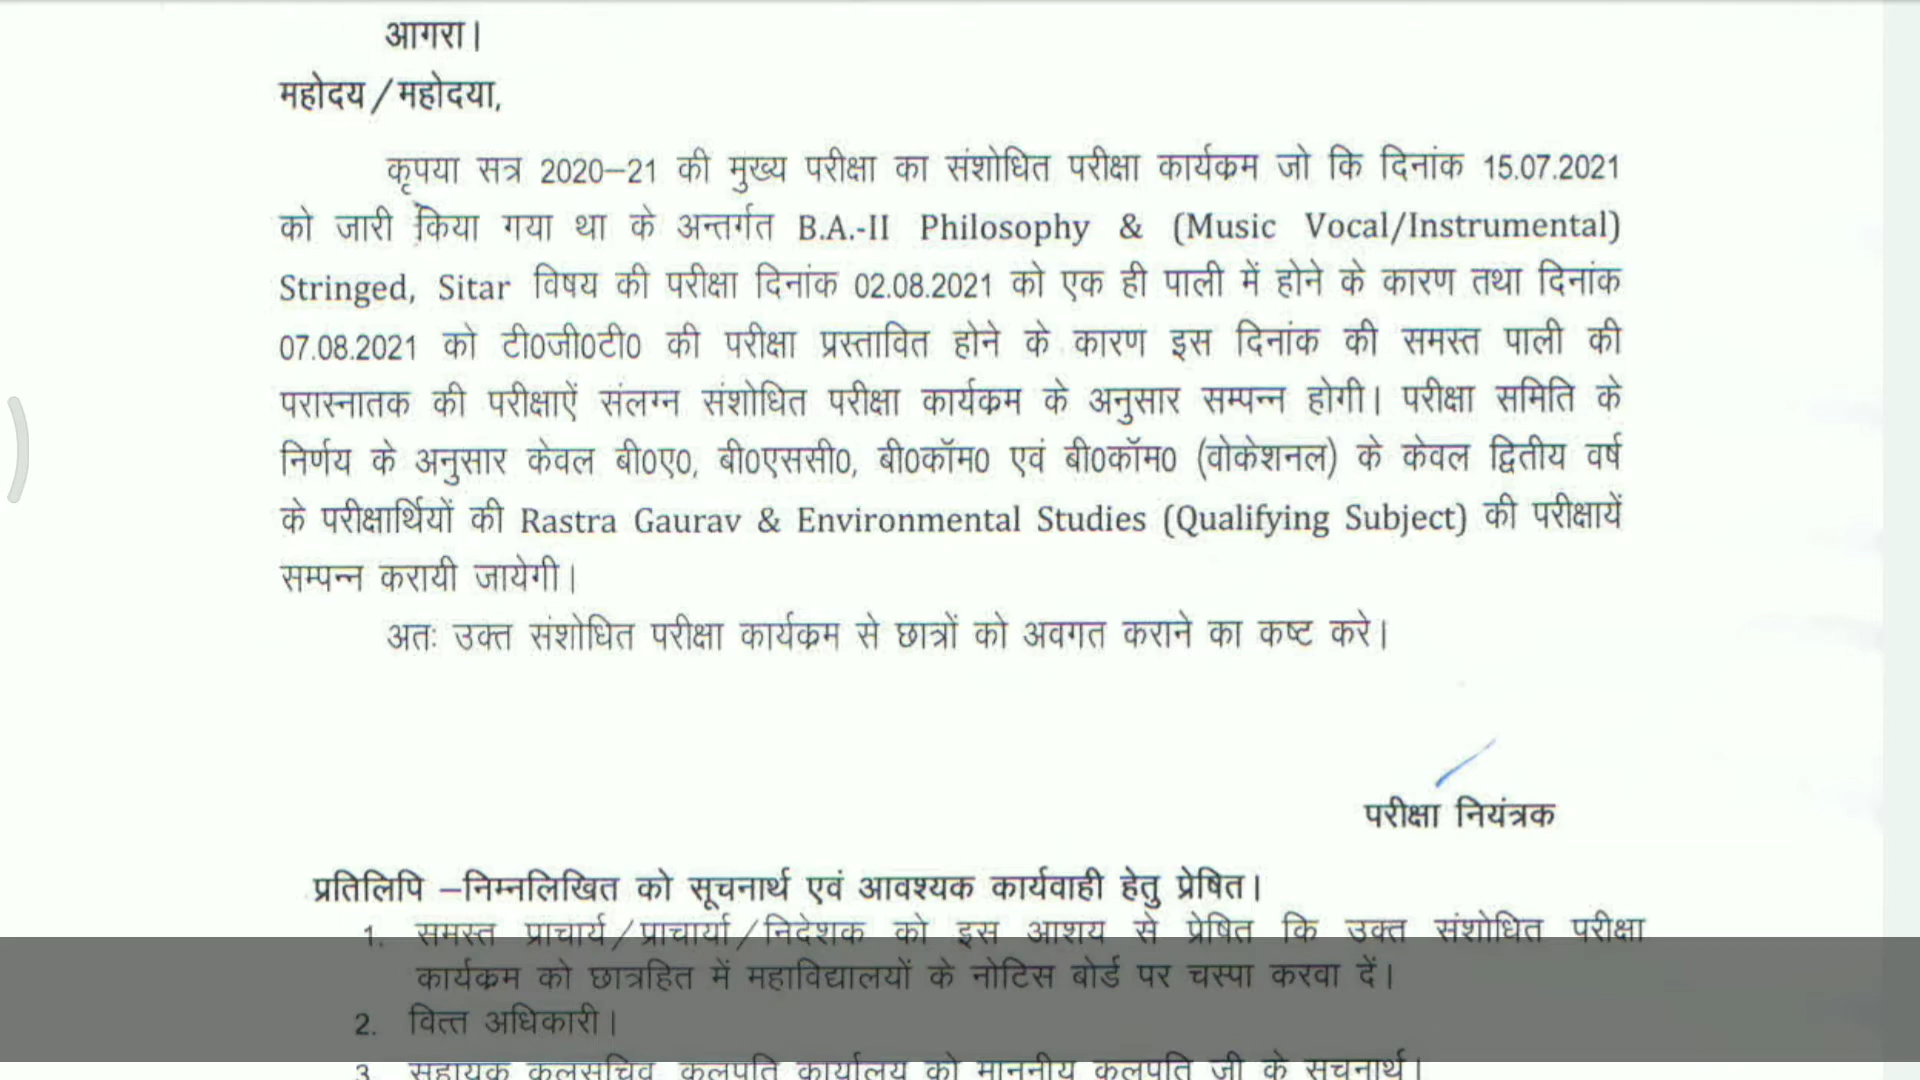 आगरा।
महोदय/महोदया,
कृपया सत्र 2020–21 की मुख्य परीक्षा का संशोधित परीक्षा कार्यक्रम जो कि दिनांक 15.07.2021
को जारी किया गया था के अन्तर्गत B.A.-II Philosophy & (Music Vocal/Instrumental)
Stringed, Sitar विषय की परीक्षा दिनांक 02.08.2021 को एक ही पाली में होने के कारण तथा दिनांक
07.08.2021 को टी0जी0टी0 की परीक्षा प्रस्तावित होने के कारण इस दिनांक की समस्त पाली की
परास्नातक की परीक्षाऐं संलग्न संशोधित परीक्षा कार्यक्रम के अनुसार सम्पन्न होगी। परीक्षा समिति के
निर्णय के अनुसार केवल बी0ए0, बी0एससी0, बी0कॉम0 एवं बी0कॉम0 (वोकेशनल) के केवल द्वितीय वर्ष
के परीक्षार्थियों की Rastra Gaurav & Environmental Studies (Qualifying Subject) की परीक्षायें
सम्पन्न करायी जायेगी।
अतः उक्त संशोधित परीक्षा कार्यक्रम से छात्रों को अवगत कराने का कष्ट करे।
परीक्षा नियंत्रक
प्रतिलिपि –निम्नलिखित को सूचनार्थ एवं आवश्यक कार्यवाही हेतु प्रेषित।
1. समस्त प्राचार्य/प्राचार्या/निदेशक को इस आशय से प्रेषित कि उक्त संशोधित परीक्षा
कार्यक्रम को छात्रहित में महाविद्यालयों के नोटिस बोर्ड पर चस्पा करवा दें।
2. वित्त अधिकारी।
3. सहायक कुलसचिव, कुलपति कार्यालय को माननीय कुलपति जी के सूचनार्थ।